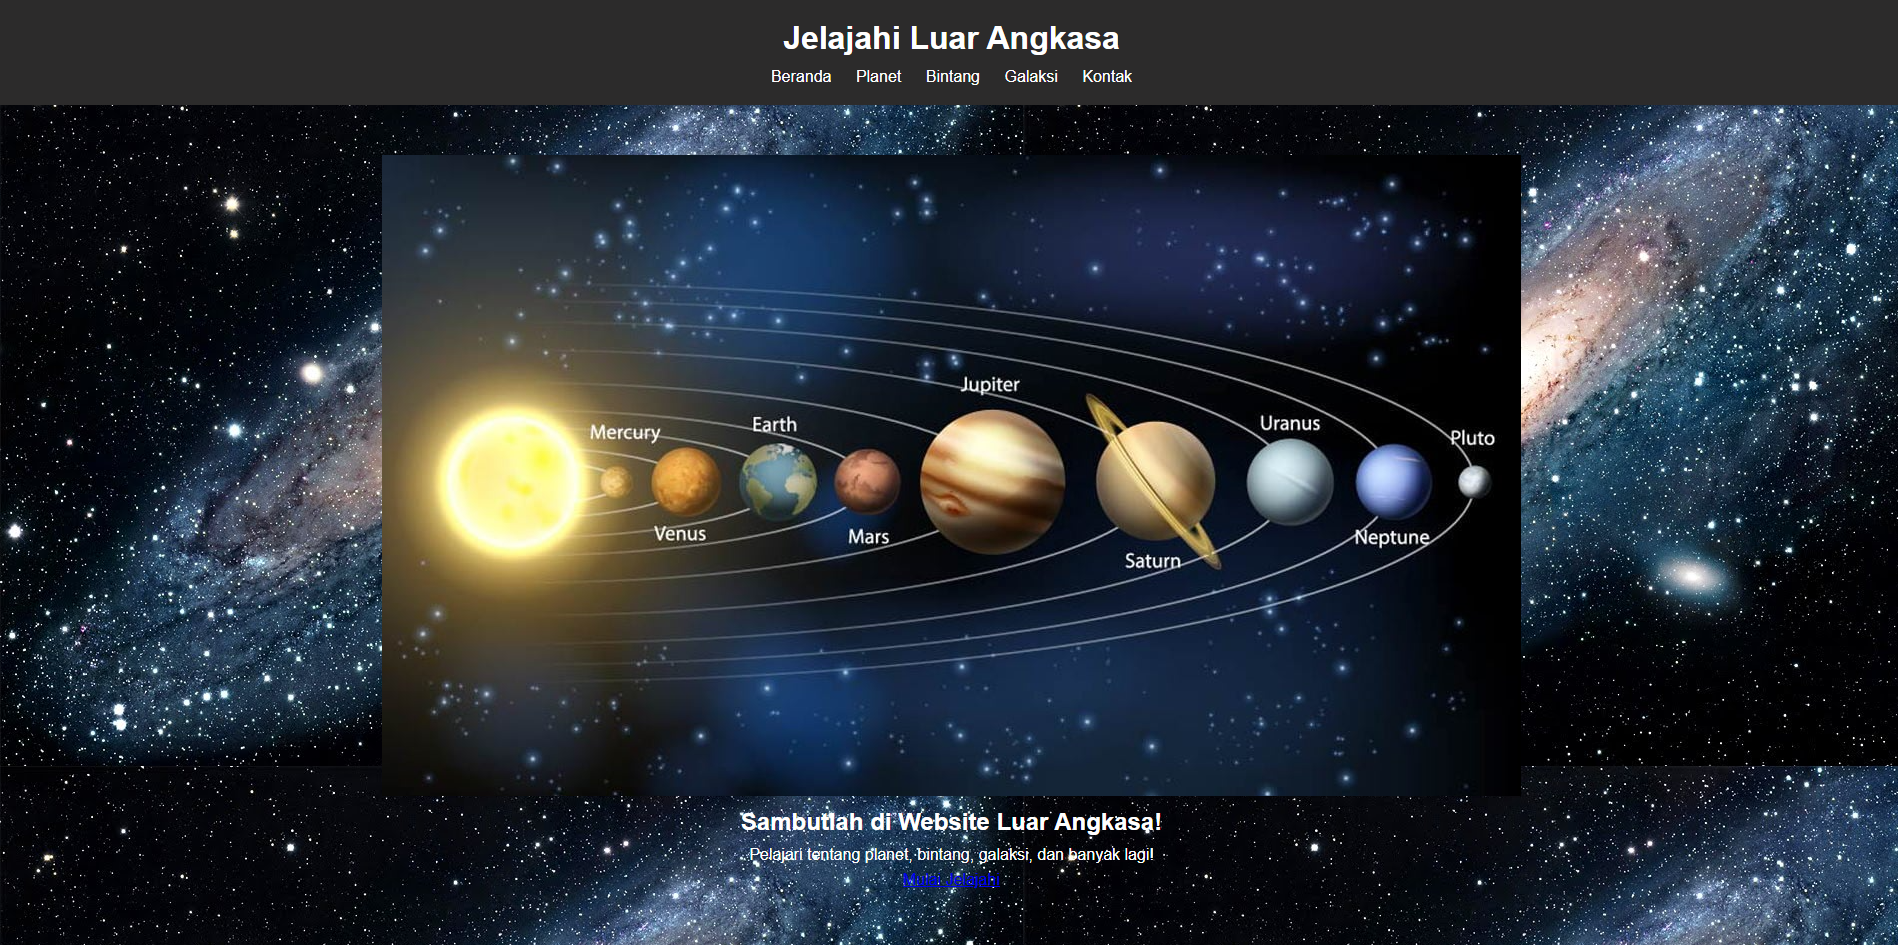 Jelajahi Luar Angkasa
Beranda Planet Bintang Galaksi Kontak
Jupiter
Mercury Earth Uranus Pluto
Venus Mars Saturn Neptune
Sambutlah di Website Luar Angkasa!
Pelajari tentang planet, bintang, galaksi, dan banyak lagi!
Mulai Jelajahi